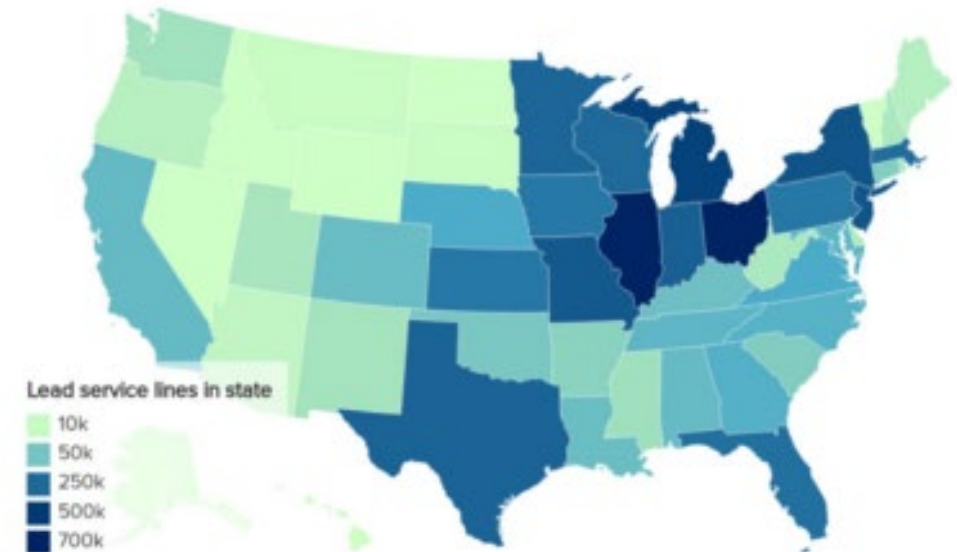 Lead service lines in state
10k
50k
250k
500k
700k